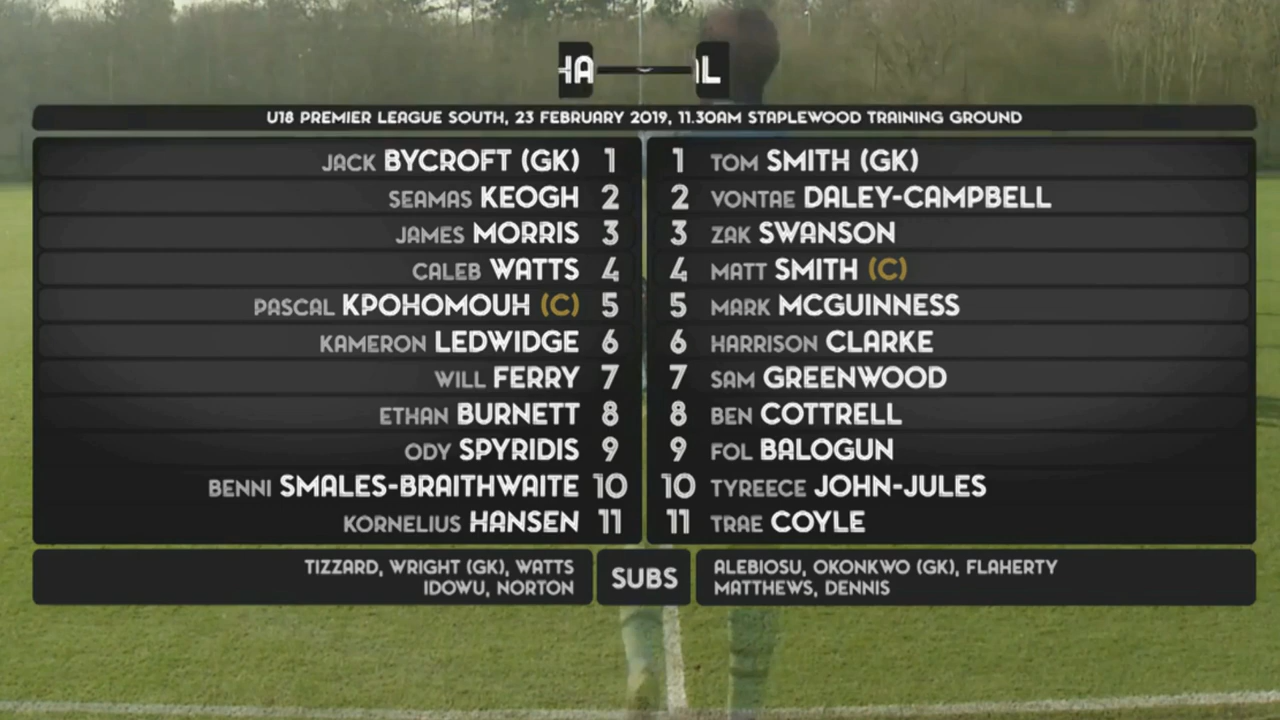 HA
AL
U18 PREMIER LEAGUE SOUTH, 23 FEBRUARY 2019, 11.30AM STAPLEWOOD TRAINING GROUND
JACK BYCROFT (GK) 1
SEAMAS KEOGH 2
JAMES MORRIS 3
CALEB WATTS 4
PASCAL KPOHOMOUH (C) 5
KAMERON LEDWIDGE 6
WILL FERRY 7
ETHAN BURNETT 8
ODY SPYRIDIS 9
BENNI SMALES-BRAITHWAITE 10
KORNELIUS HANSEN 11
1 TOM SMITH (GK)
2 VONTAE DALEY-CAMPBELL
3 ZAK SWANSON
4 MATT SMITH (C)
5 MARK MCGUINNESS
6 HARRISON CLARKE
7 SAM GREENWOOD
8 BEN COTTRELL
9 FOL BALOGUN
10 TYREECE JOHN-JULES
11 TRAE COYLE
TIZZARD, WRIGHT (GK), WATTS
IDOWU, NORTON
SUBS
ALEBIOSU, OKONKWO (GK), FLAHERTY
MATTHEWS, DENNIS